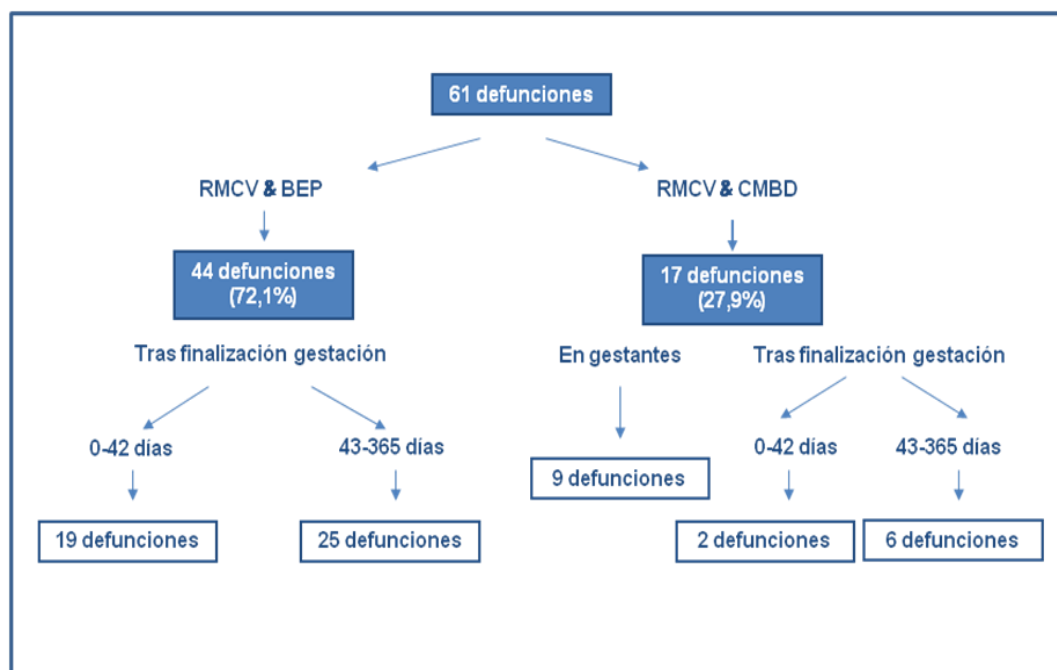 61 defunciones
RMCV & BEP
RMCV & CMBD
44 defunciones
(72,1%)
17 defunciones
(27,9%)
Tras finalización gestación
En gestantes
Tras finalización gestación
0-42 días
43-365 días
0-42 días
43-365 días
9 defunciones
19 defunciones
25 defunciones
2 defunciones
6 defunciones